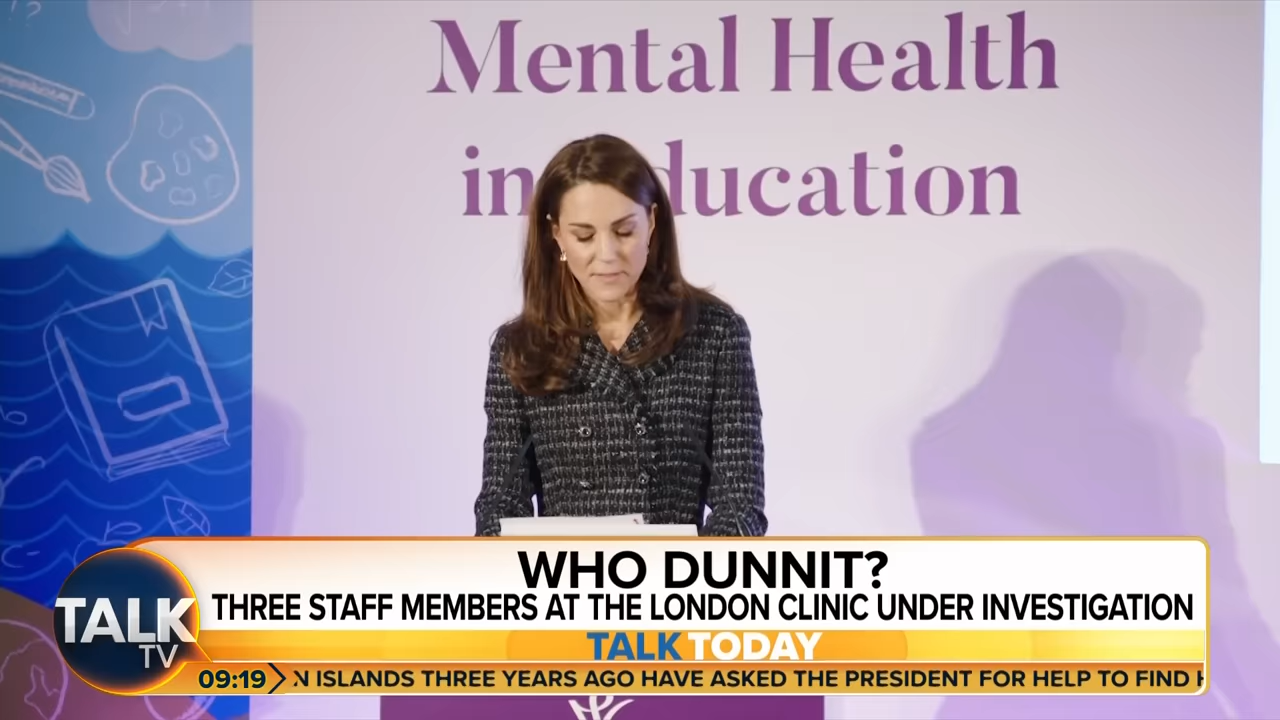 Mental Health
in ducation
WHO DUNNIT?
THREE STAFF MEMBERS AT THE LONDON CLINIC UNDER INVESTIGATION
TALK TODAY
TALK
TV
09:19
N ISLANDS THREE YEARS AGO HAVE ASKED THE PRESIDENT FOR HELP TO FIND